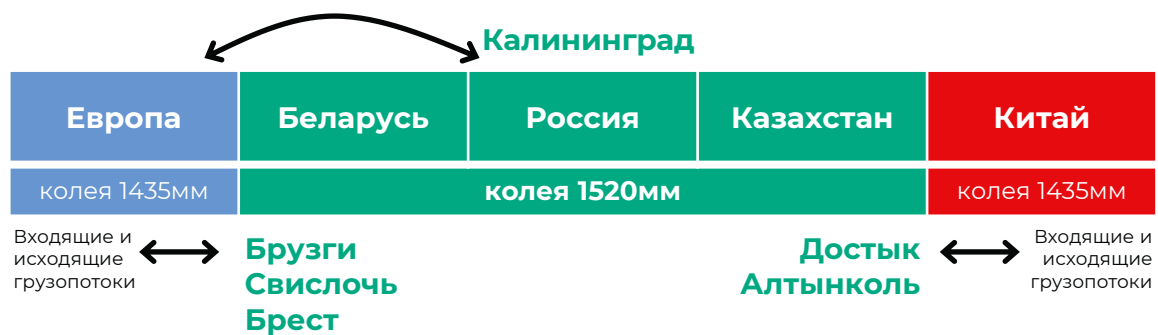 Калининград
Европа
Беларусь
Россия
Казахстан
Китай
колея 1435мм
колея 1520мм
колея 1435мм
Входящие и
исходящие
грузопотоки
Брузги
Свислочь
Брест
Достык
Алтынколь
Входящие и
исходящие
грузопотоки